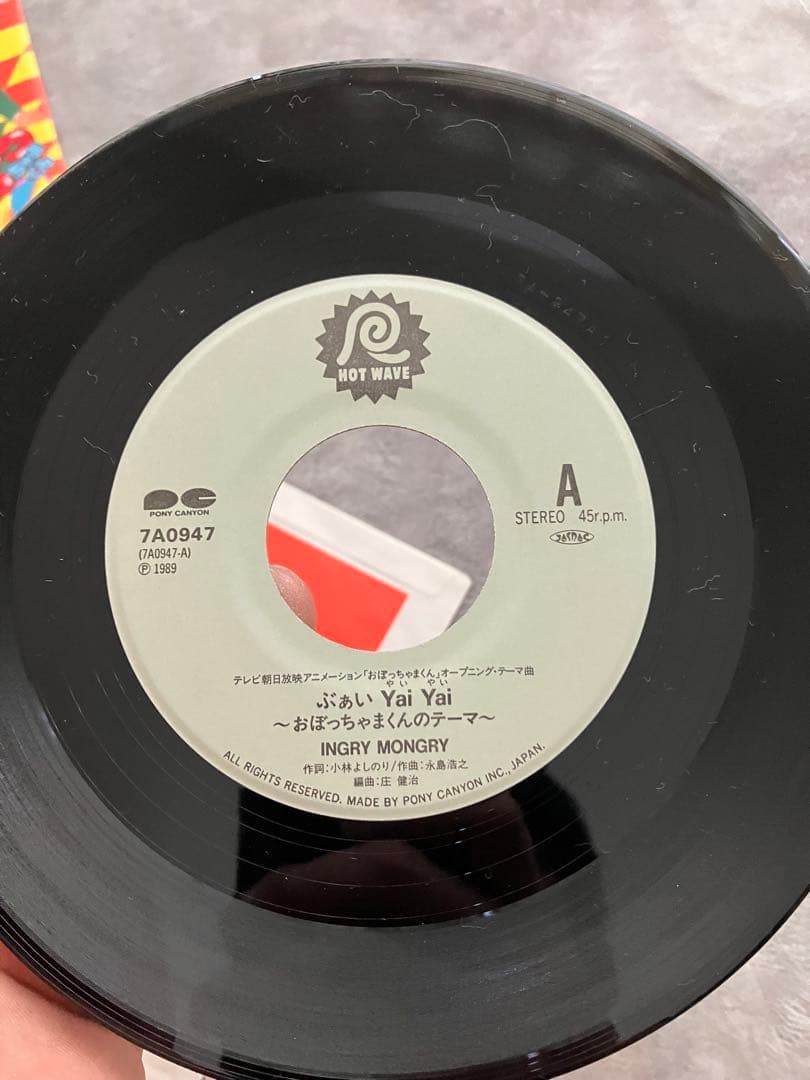 HOT WAVE
PONY CANYON
7A0947
(7A0947-A)
Ⓟ 1989
A
STEREO 45r.p.m.
JASRAC
テレビ朝日放映アニメーション「おぼっちゃまくん」オープニング・テーマ曲
やい やい
ぶぁい Yai Yai
〜おぼっちゃまくんのテーマ〜
INGRY MONGRY
作詞：小林よしのり/作曲：永島浩之
編曲：庄 健治
ALL RIGHTS RESERVED. MADE BY PONY CANYON INC., JAPAN.